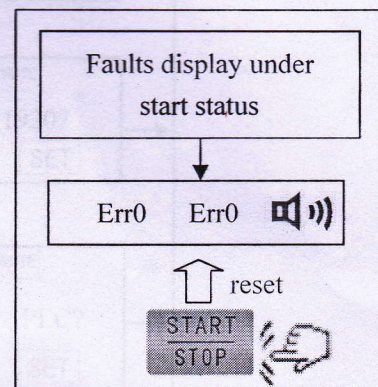 Faults display under
start status
Err0 Err0
reset
START
STOP